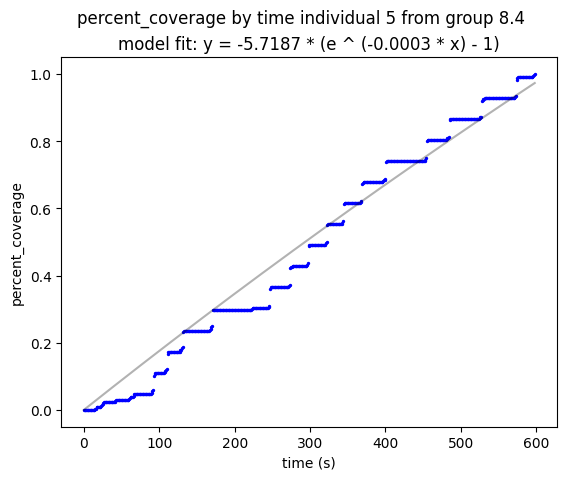 percent_coverage by time individual 5 from group 8.4
model fit: y = -5.7187 * (e ^ (-0.0003 * x) - 1)
1.0
0.8
0.6
0.4
0.2
0.0
percent_coverage
0 100 200 300 400 500 600
time (s)